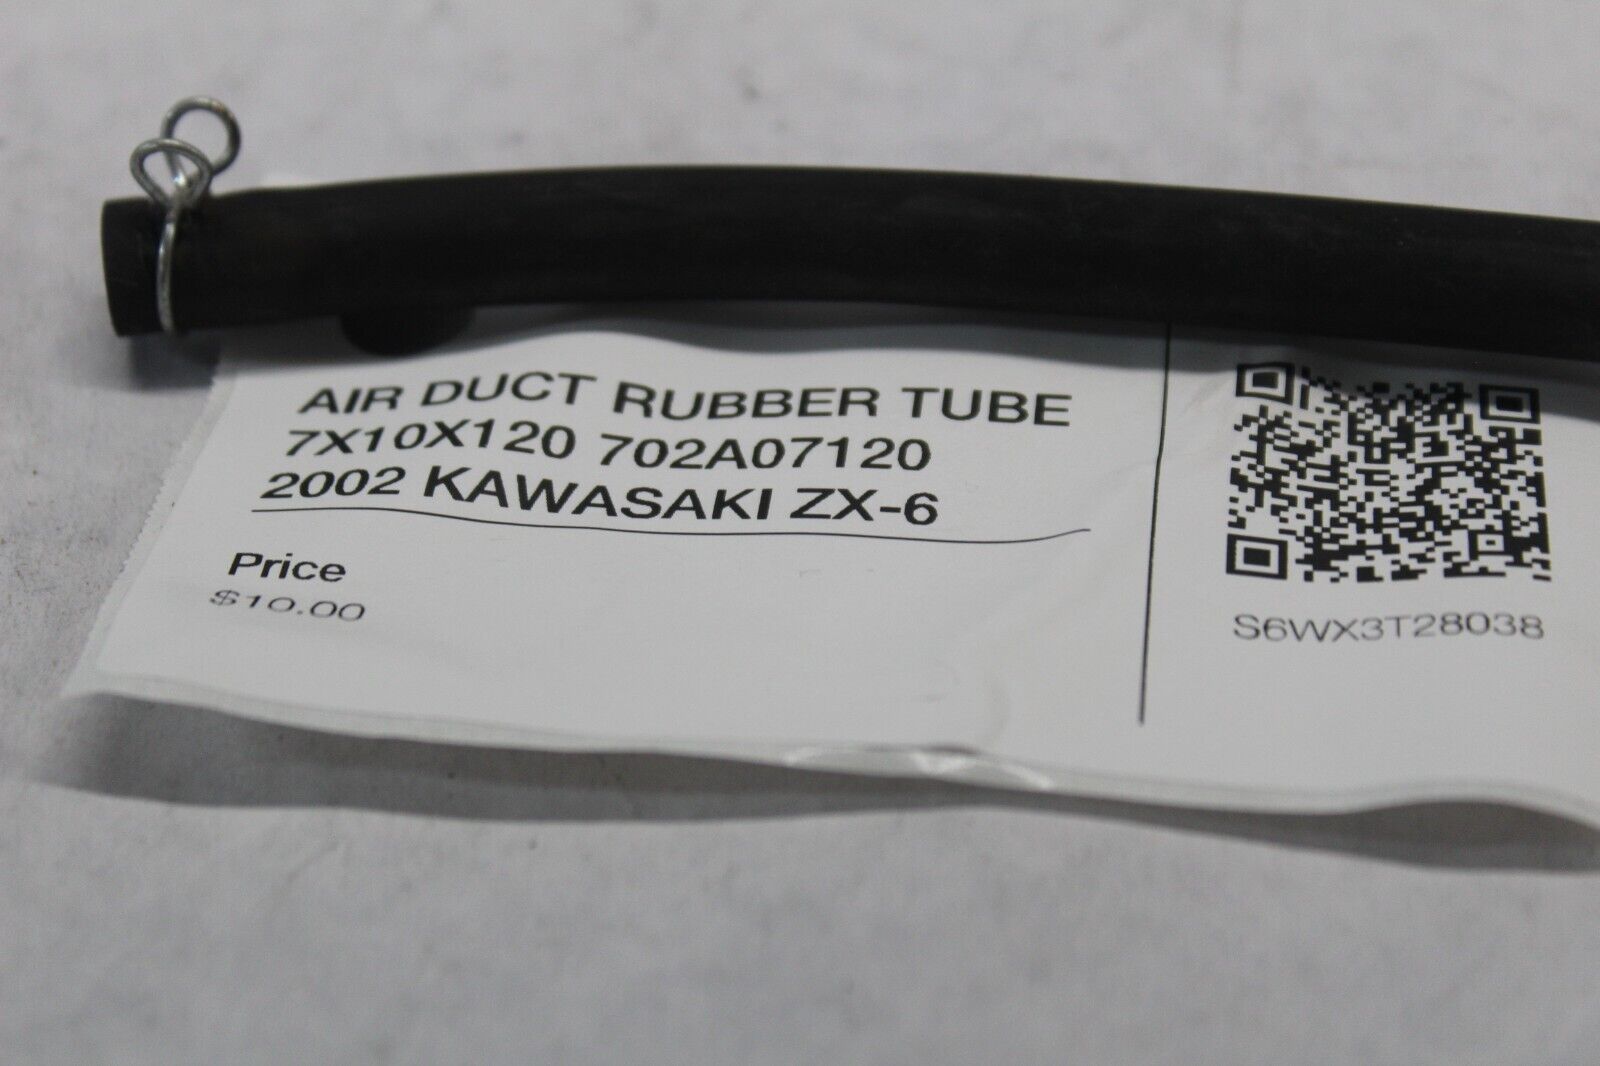 AIR DUCT RUBBER TUBE
7X10X120 702A07120
2002 KAWASAKI ZX-6
Price
$10.00
S6WX3T28038